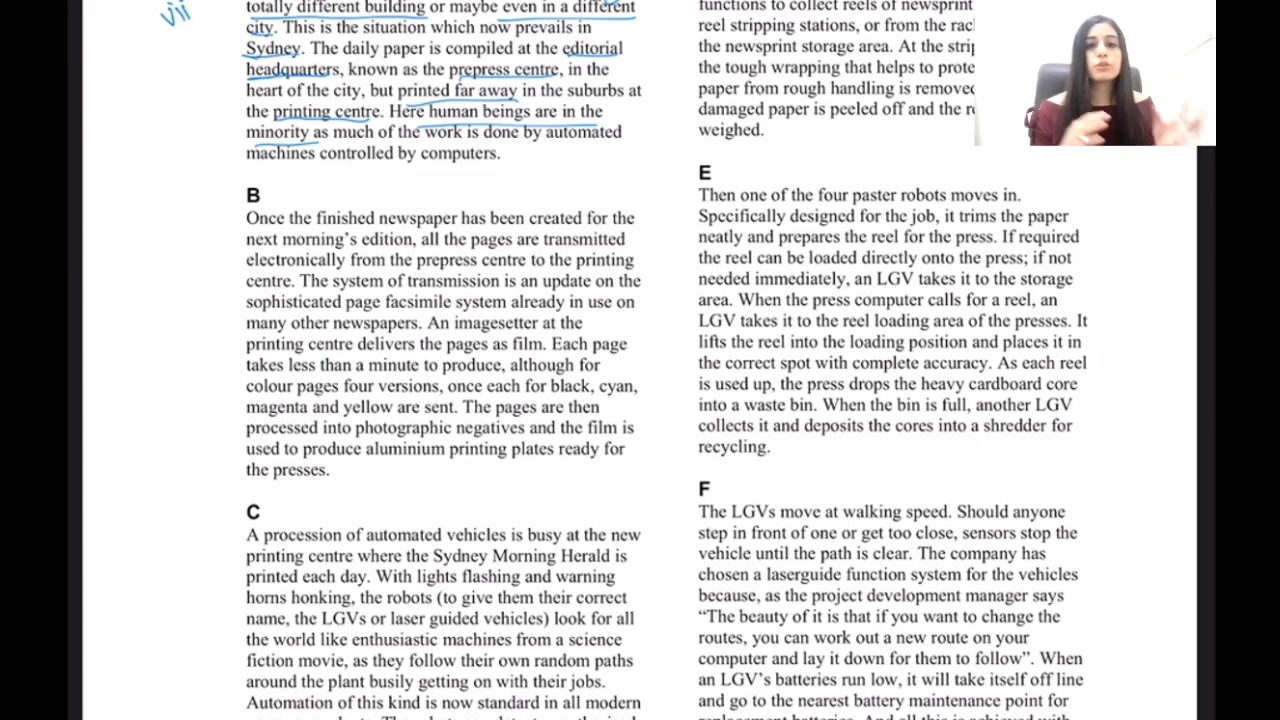 vii
totally different building or maybe even in a different
city. This is the situation which now prevails in
Sydney. The daily paper is compiled at the editorial
headquarters, known as the prepress centre, in the
heart of the city, but printed far away in the suburbs at
the printing centre. Here human beings are in the
minority as much of the work is done by automated
machines controlled by computers.
B
Once the finished newspaper has been created for the
next morning's edition, all the pages are transmitted
electronically from the prepress centre to the printing
centre. The system of transmission is an update on the
sophisticated page facsimile system already in use on
many other newspapers. An imagesetter at the
printing centre delivers the pages as film. Each page
takes less than a minute to produce, although for
colour pages four versions, once each for black, cyan,
magenta and yellow are sent. The pages are then
processed into photographic negatives and the film is
used to produce aluminium printing plates ready for
the presses.
C
A procession of automated vehicles is busy at the new
printing centre where the Sydney Morning Herald is
printed each day. With lights flashing and warning
horns honking, the robots (to give them their correct
name, the LGVs or laser guided vehicles) look for all
the world like enthusiastic machines from a science
fiction movie, as they follow their own random paths
around the plant busily getting on with their jobs.
Automation of this kind is now standard in all modern
functions to collect reels of newsprint
reel stripping stations, or from the
the newsprint storage area. At the
the tough wrapping that helps to
paper from rough handling is
damaged paper is peeled off and the
weighed.
E
Then one of the four paster robots moves in.
Specifically designed for the job, it trims the paper
neatly and prepares the reel for the press. If required
the reel can be loaded directly onto the press; if not
needed immediately, an LGV takes it to the storage
area. When the press computer calls for a reel, an
LGV takes it to the reel loading area of the presses. It
lifts the reel into the loading position and places it in
the correct spot with complete accuracy. As each reel
is used up, the press drops the heavy cardboard core
into a waste bin. When the bin is full, another LGV
collects it and deposits the cores into a shredder for
recycling.
F
The LGVs move at walking speed. Should anyone
step in front of one or get too close, sensors stop the
vehicle until the path is clear. The company has
chosen a laserguide function system for the vehicles
because, as the project development manager says
“The beauty of it is that if you want to change the
routes, you can work out a new route on your
computer and lay it down for them to follow”. When
an LGV's batteries run low, it will take itself off line
and go to the nearest battery maintenance point for